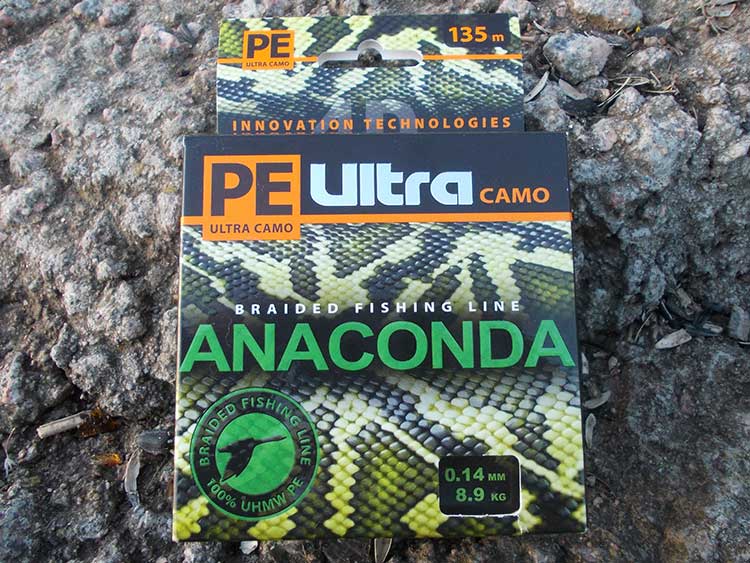 PE
ULTRA CAMO
135 m
INNOVATION TECHNOLOGIES
PE Ultra CAMO
ULTRA CAMO
BRAIDED FISHING LINE
ANACONDA
BRAIDED FISHING LINE
100% UHMW PE
0.14 MM
8.9 KG